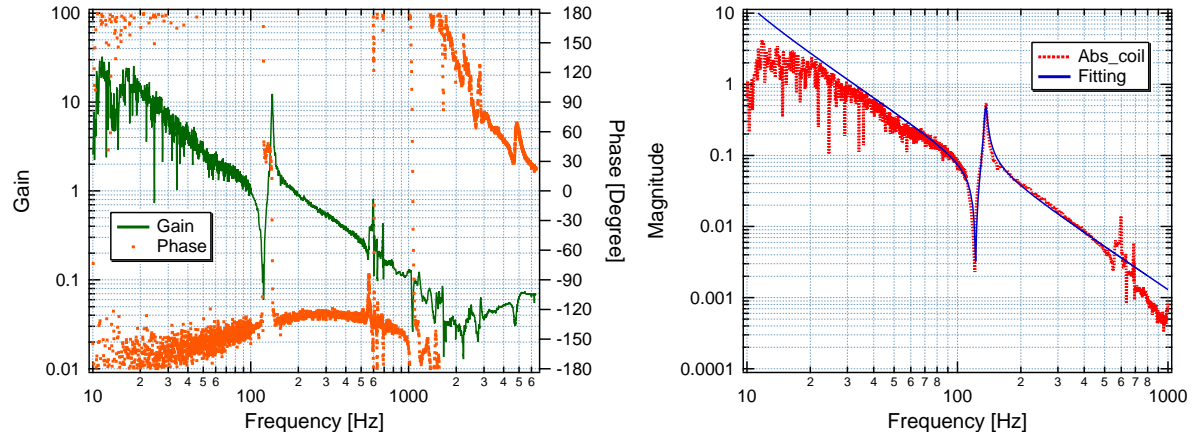 100
10
1
0.1
0.01
Gain
Gain
Phase
180
150
120
90
60
30
0
-30
-60
-90
-120
-150
-180
Phase [Degree]
10 2 3 4 5 6 100 2 3 4 5 6 1000 2 3 4 5 6
Frequency [Hz]
10
1
0.1
0.01
0.001
0.0001
Magnitude
Abs_coil
Fitting
10 2 3 4 5 6 7 8 100 2 3 4 5 6 7 8 1000
Frequency [Hz]